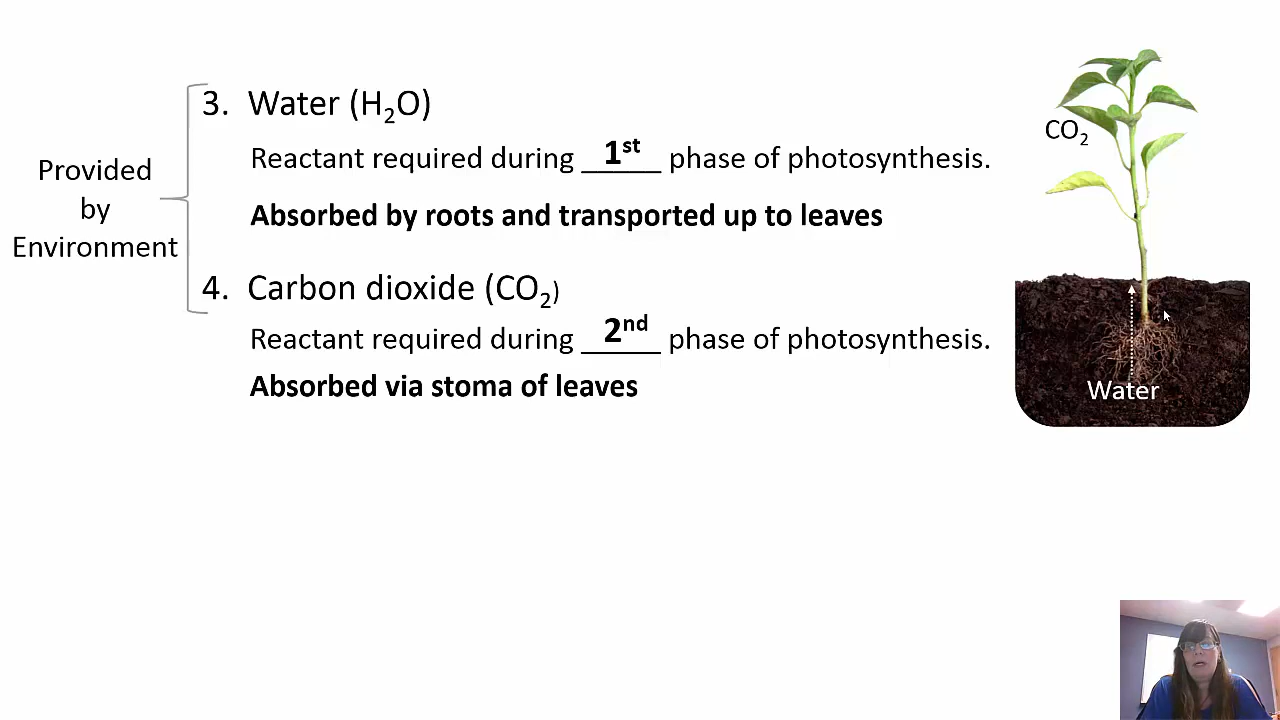 3. Water (H₂O)
Reactant required during 1st phase of photosynthesis.
Absorbed by roots and transported up to leaves
Provided
by
Environment
4. Carbon dioxide (CO₂)
Reactant required during 2nd phase of photosynthesis.
Absorbed via stoma of leaves
CO₂
Water